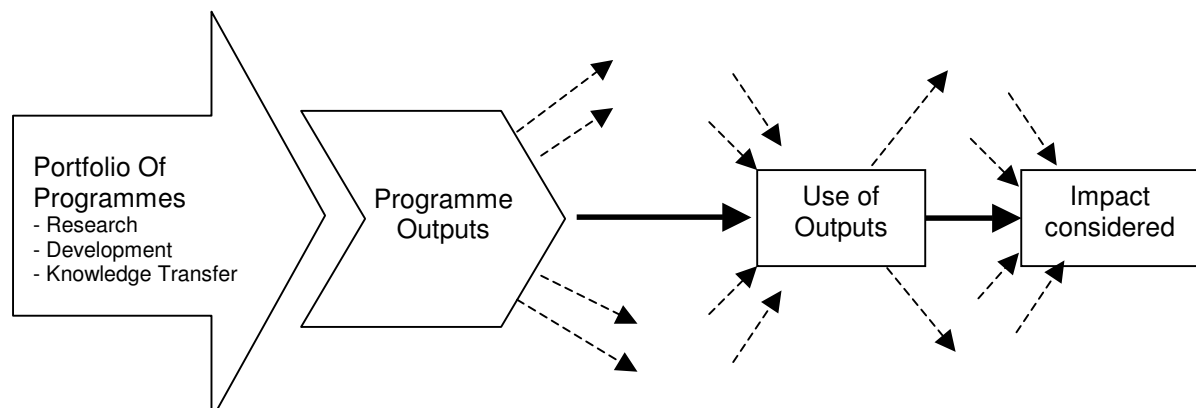 Portfolio Of
Programmes
- Research
- Development
- Knowledge Transfer
Programme
Outputs
Use of
Outputs
Impact
considered